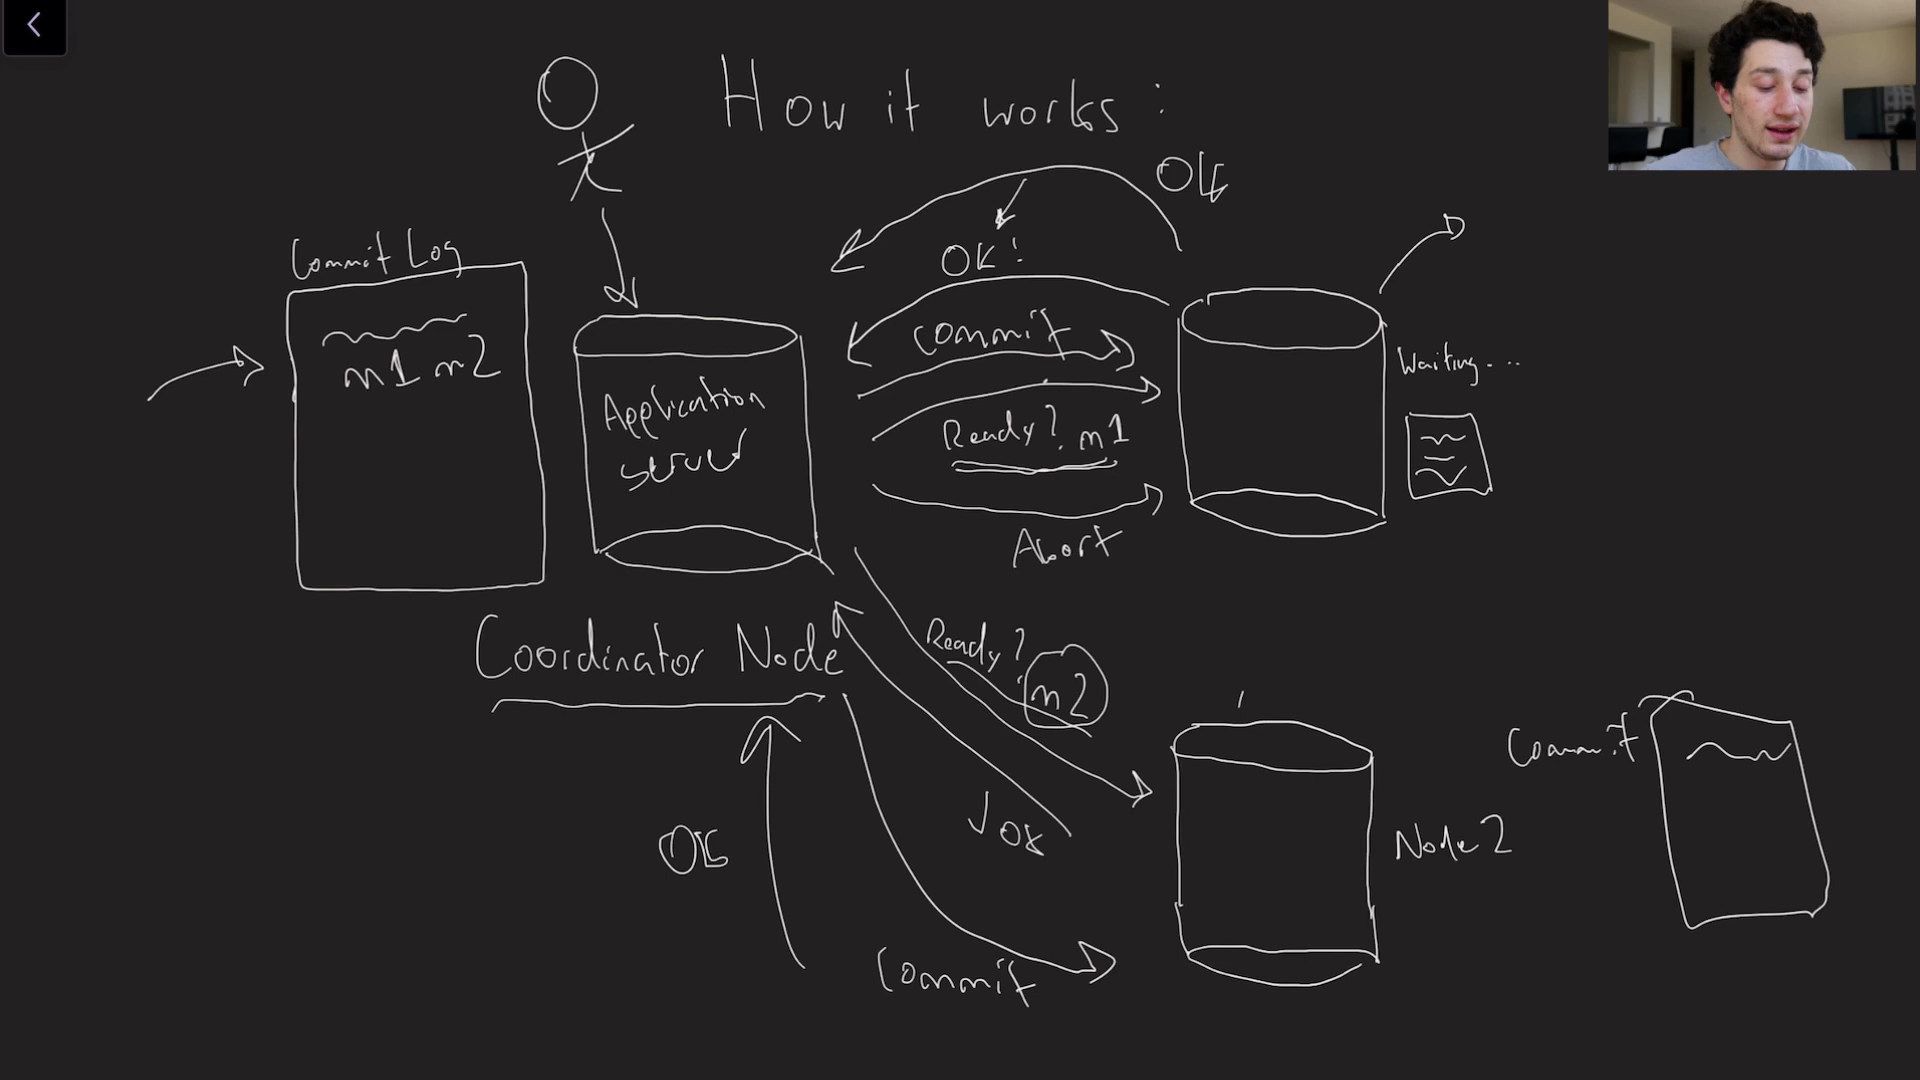 How it works:
OK
Commit Log
OK!
m1 m2
commit
Waiting....
Application
server
Ready? m1
Abort
Coordinator Node
Ready?
m2
Commit
OK
OK
Node 2
Commit